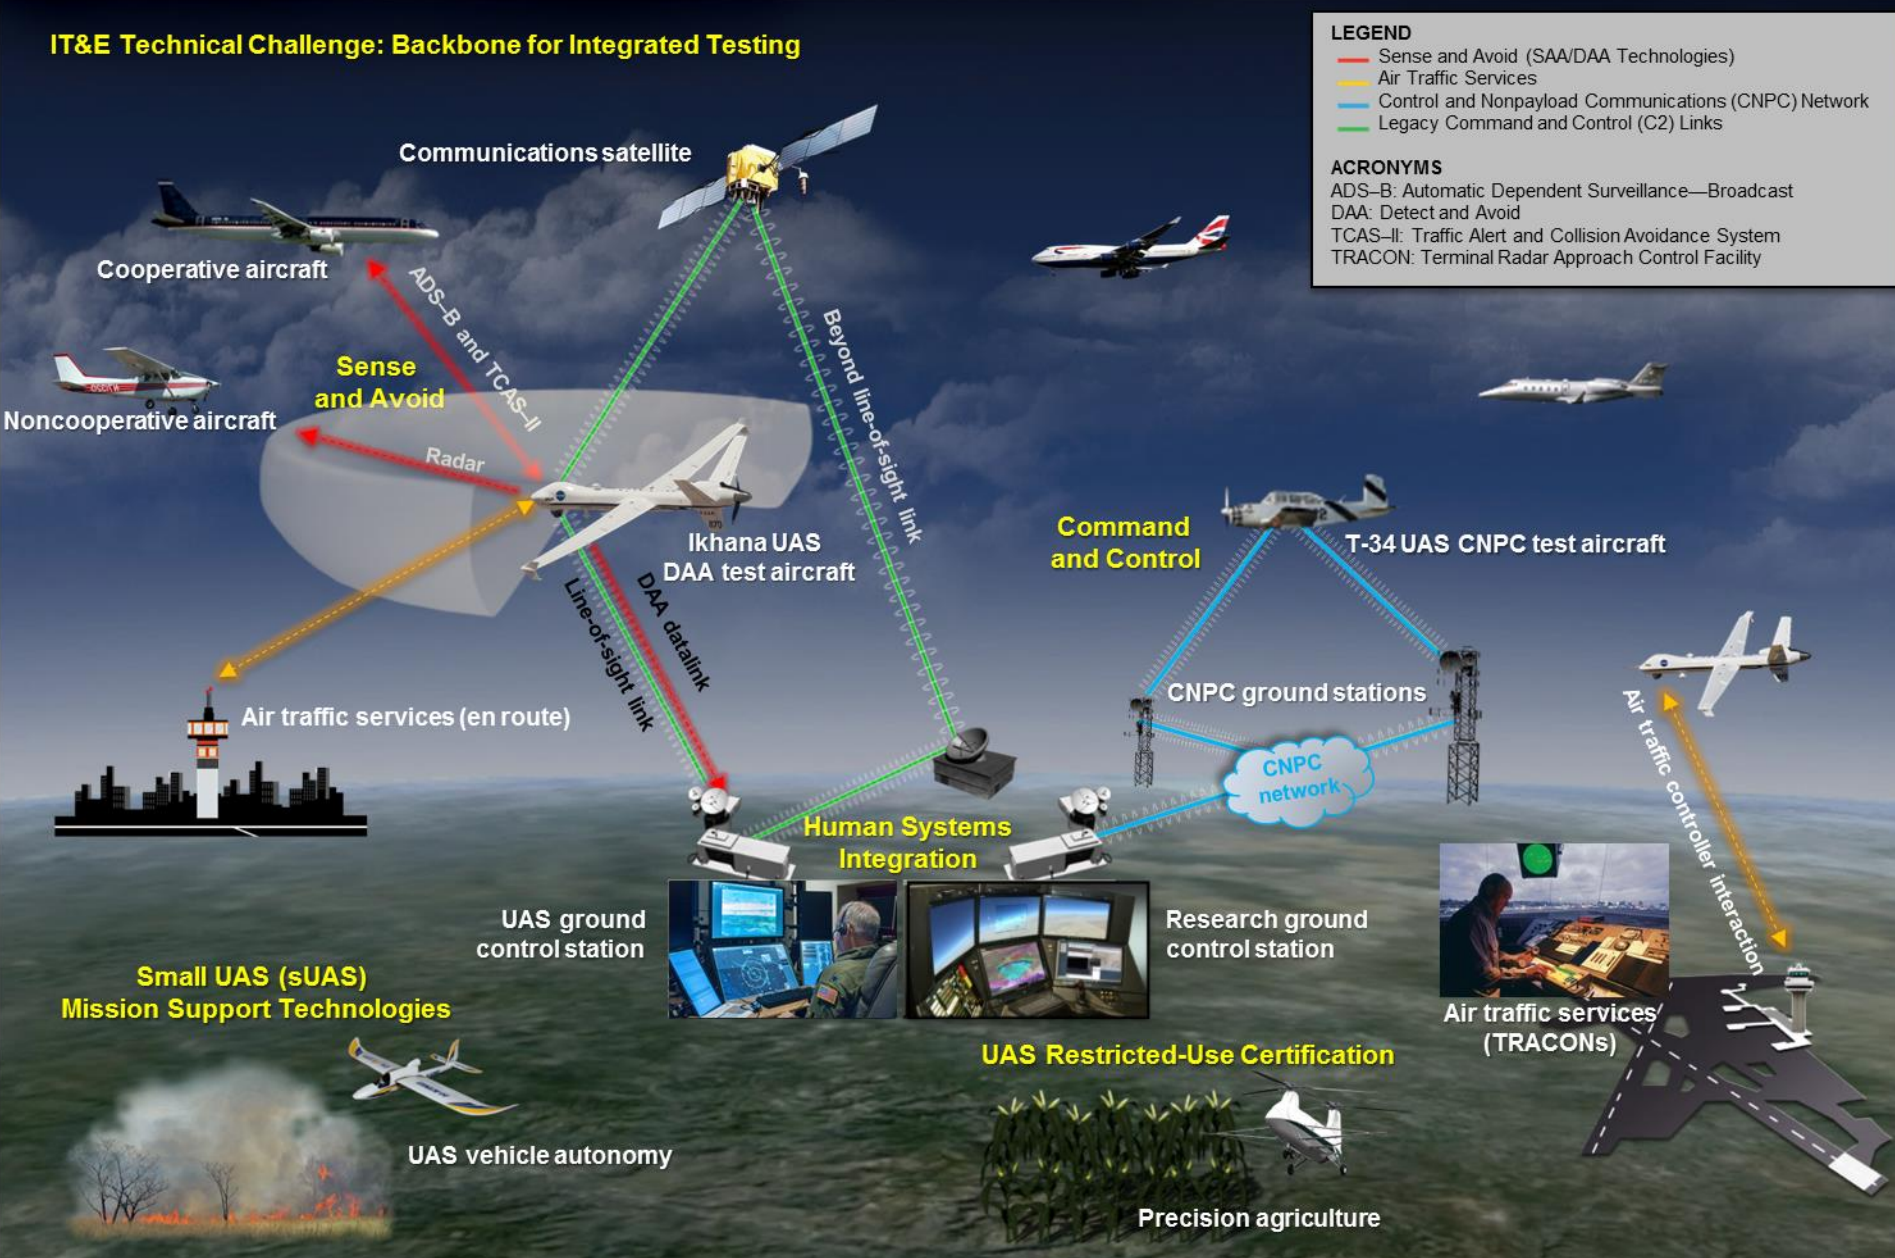 IT&E Technical Challenge: Backbone for Integrated Testing
LEGEND
Sense and Avoid (SAA/DAA Technologies)
Air Traffic Services
Control and Nonpayload Communications (CNPC) Network
Legacy Command and Control (C2) Links
ACRONYMS
ADS–B: Automatic Dependent Surveillance—Broadcast
DAA: Detect and Avoid
TCAS–II: Traffic Alert and Collision Avoidance System
TRACON: Terminal Radar Approach Control Facility
Communications satellite
Cooperative aircraft
ADS–B and TCAS–II
Beyond line-of-sight link
Sense
and Avoid
Noncooperative aircraft
Radar
Ikhana UAS
DAA test aircraft
Command
and Control
T-34 UAS CNPC test aircraft
DAA datalink
Line-of-sight link
Air traffic services (en route)
CNPC ground stations
CNPC
network
Air traffic controller interaction
Human Systems
Integration
UAS ground
control station
Research ground
control station
Air traffic services
(TRACONs)
Small UAS (sUAS)
Mission Support Technologies
UAS vehicle autonomy
UAS Restricted-Use Certification
Precision agriculture